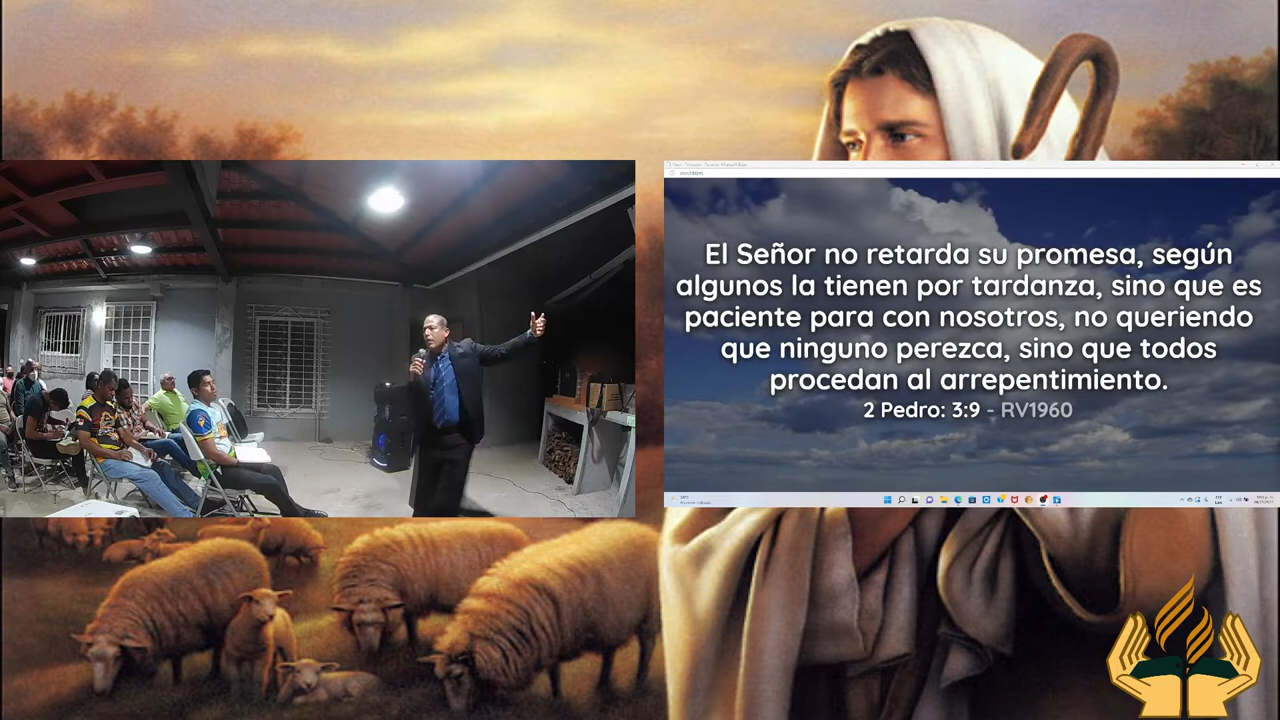 El Señor no retarda su promesa, según
algunos la tienen por tardanza, sino que es
paciente para con nosotros, no queriendo
que ninguno perezca, sino que todos
procedan al arrepentimiento.
2 Pedro: 3:9 - RV1960